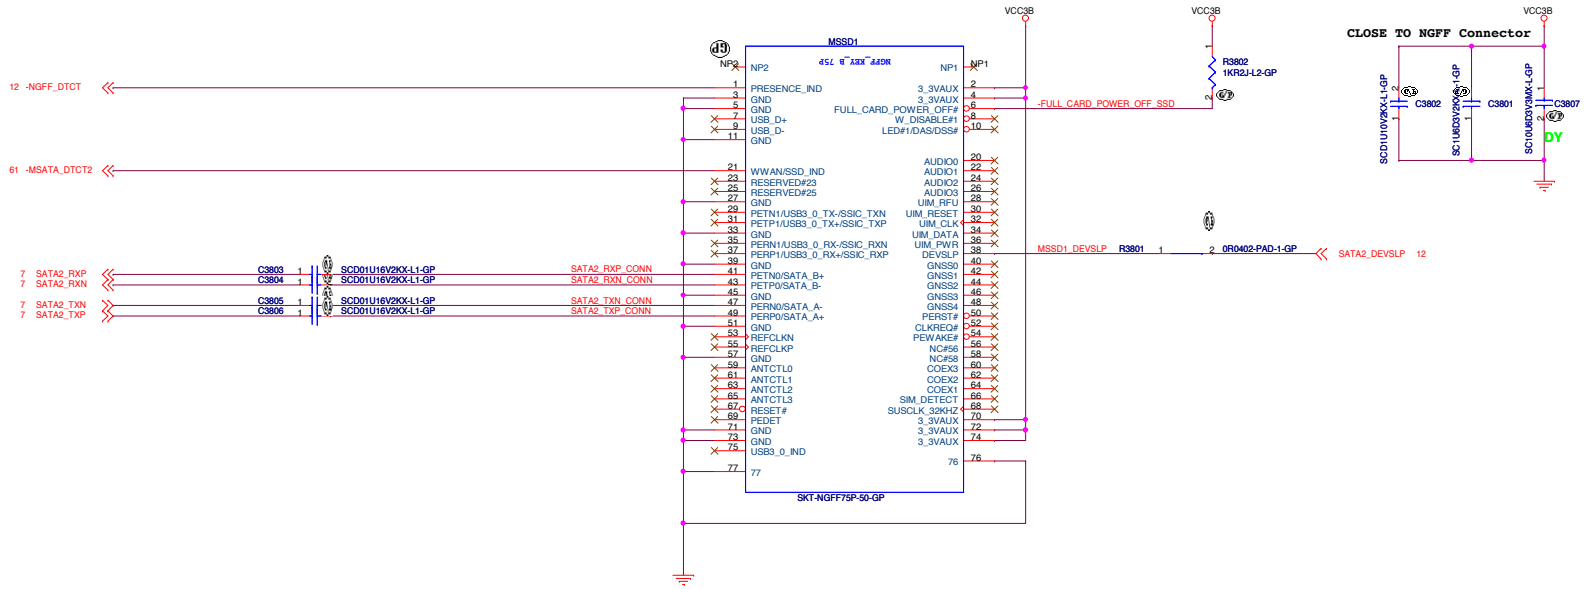 VCC3B
VCC3B
VCC3B
CLOSE TO NGFF Connector
MSSD1
NGFF_KEY_B 75P
NP2
NP2
NP1
NP1
12 -NGFF_DTCT
1 PRESENCE_IND
3 GND
5 GND
7 USB_D+
9 USB_D-
11 GND
61 -MSATA_DTCT2
21 WWAN/SSD_IND
23 RESERVED#23
25 RESERVED#25
27 GND
29 PETN1/USB3_0_TX-/SSIC_TXN
31 PETP1/USB3_0_TX+/SSIC_TXP
33 GND
35 PERN1/USB3_0_RX-/SSIC_RXN
37 PERP1/USB3_0_RX+/SSIC_RXP
39 GND
41 PETN0/SATA_B+
43 PETP0/SATA_B-
45 GND
47 PERN0/SATA_A-
49 PERP0/SATA_A+
51 GND
53 REFCLKN
55 REFCLKP
57 GND
59 ANTCTL0
61 ANTCTL1
63 ANTCTL2
65 ANTCTL3
67 RESET#
69 PEDET
71 GND
73 GND
75 USB3_0_IND
77 77
3_3VAUX 2
3_3VAUX 4
FULL_CARD_POWER_OFF# 6
W_DISABLE#1 8
LED#1/DAS/DSS# 10
AUDIO0 20
AUDIO1 22
AUDIO2 24
AUDIO3 26
UIM_RFU 28
UIM_RESET 30
UIM_CLK 32
UIM_DATA 34
UIM_PWR 36
DEVSLP 38
GNSS0 40
GNSS1 42
GNSS2 44
GNSS3 46
GNSS4 48
PERST# 50
CLKREQ# 52
PEWAKE# 54
NC#56 56
NC#58 58
COEX3 60
COEX2 62
COEX1 64
SIM_DETECT 66
SUSCLK_32KHZ 68
3_3VAUX 70
3_3VAUX 72
3_3VAUX 74
76 76
SKT-NGFF75P-50-GP
7 SATA2_RXP
C3803 1 SCD01U16V2KX-L1-GP SATA2_RXP_CONN
7 SATA2_RXN
C3804 1 SCD01U16V2KX-L1-GP SATA2_RXN_CONN
7 SATA2_TXN
C3805 1 SCD01U16V2KX-L1-GP SATA2_TXN_CONN
7 SATA2_TXP
C3806 1 SCD01U16V2KX-L1-GP SATA2_TXP_CONN
1
R3802
1KR2J-L2-GP
2
-FULL_CARD_POWER_OFF_SSD
MSSD1_DEVSLP R3801 1 2 0R0402-PAD-1-GP SATA2_DEVSLP 12
SCD1U10V2KX-L1-GP
2
C3802
1
C3801
1
SC10U6D3V3MX-L-GP
1
C3807
2
DY